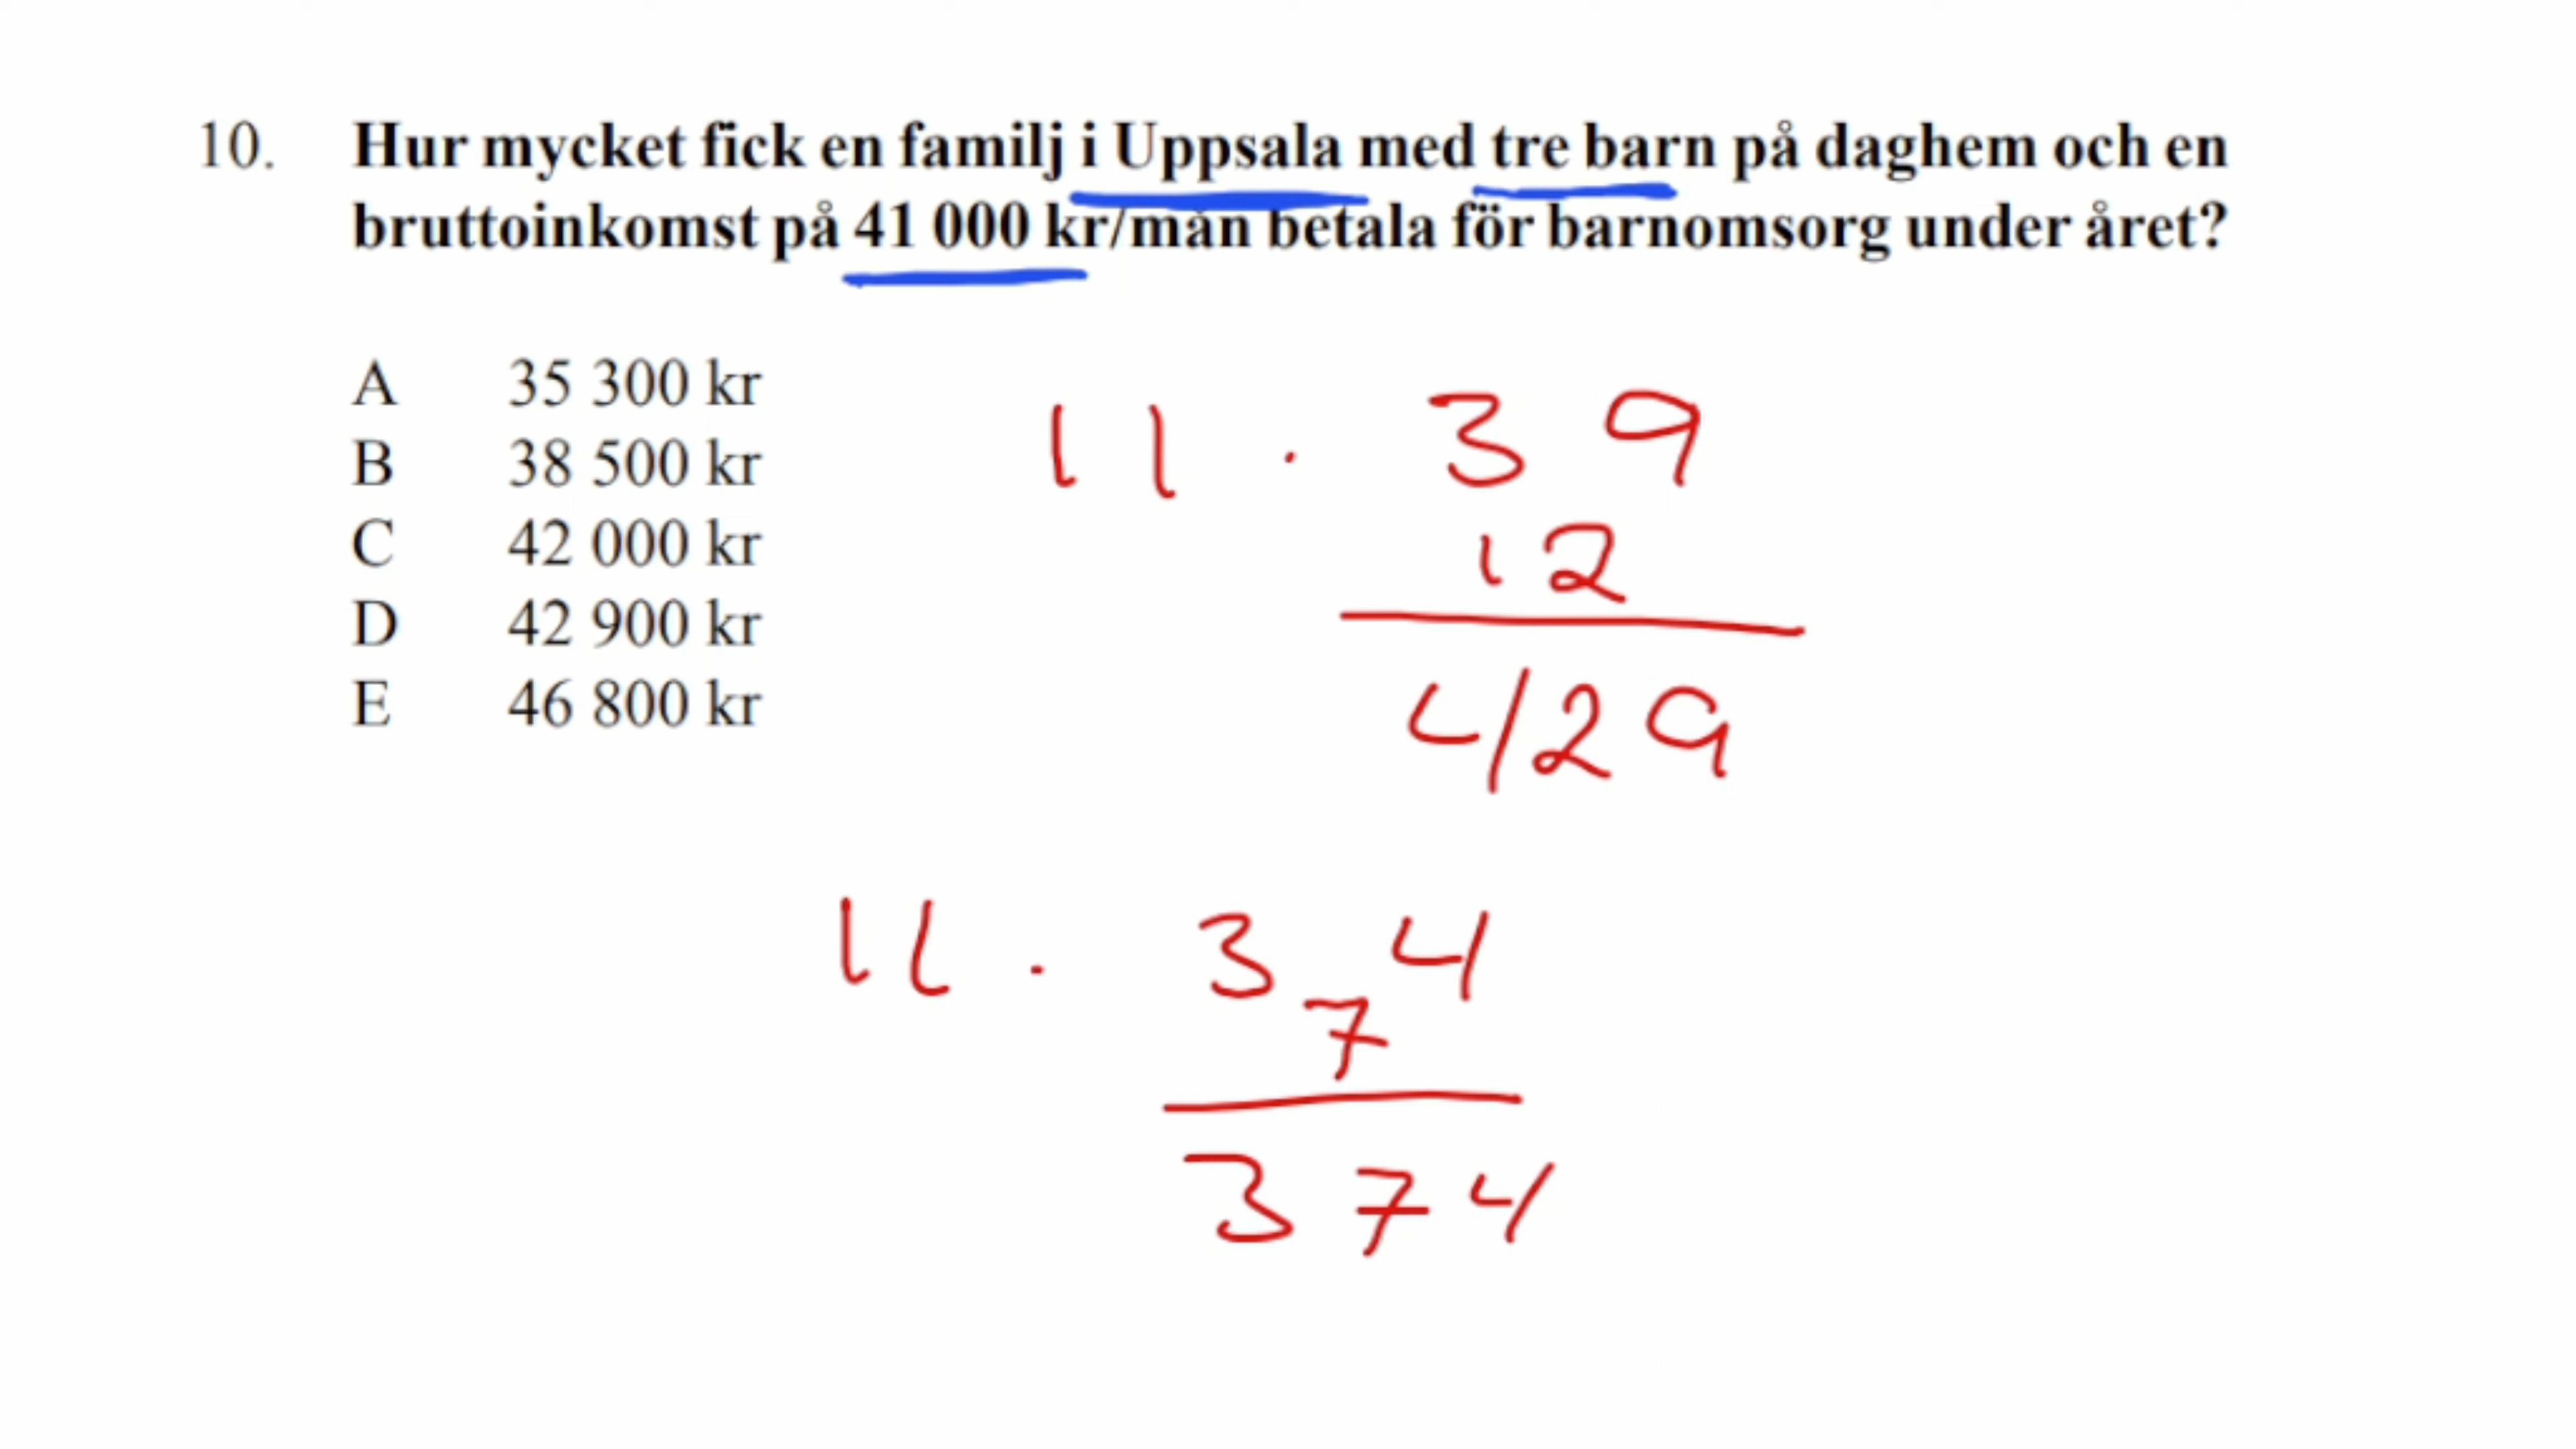 10. Hur mycket fick en familj i Uppsala med tre barn på daghem och en
bruttoinkomst på 41 000 kr/mån betala för barnomsorg under året?
A 35 300 kr
B 38 500 kr
C 42 000 kr
D 42 900 kr
E 46 800 kr
11 · 39
12
429
11 · 34
7
374